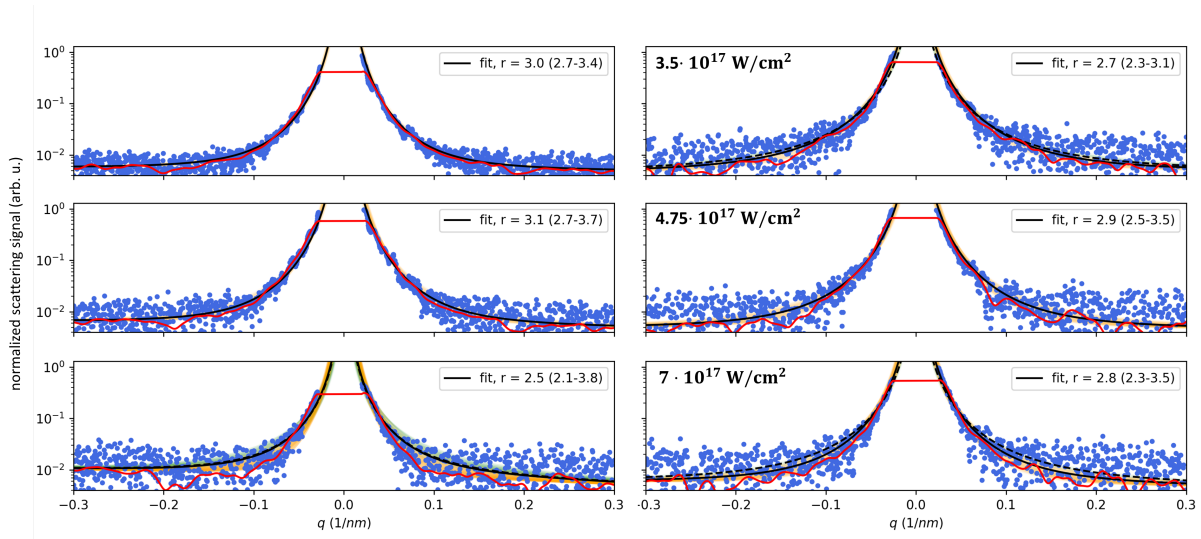 normalized scattering signal (arb. u.)
10⁰
10⁻¹
10⁻²
fit, r = 3.0 (2.7-3.4)
3.5· 10¹⁷ W/cm²
fit, r = 2.7 (2.3-3.1)
10⁰
10⁻¹
10⁻²
fit, r = 3.1 (2.7-3.7)
4.75· 10¹⁷ W/cm²
fit, r = 2.9 (2.5-3.5)
10⁰
10⁻¹
10⁻²
fit, r = 2.5 (2.1-3.8)
7 · 10¹⁷ W/cm²
fit, r = 2.8 (2.3-3.5)
−0.3 −0.2 −0.1 0.0 0.1 0.2 0.3
q (1/nm)
-0.3 −0.2 −0.1 0.0 0.1 0.2 0.3
q (1/nm)